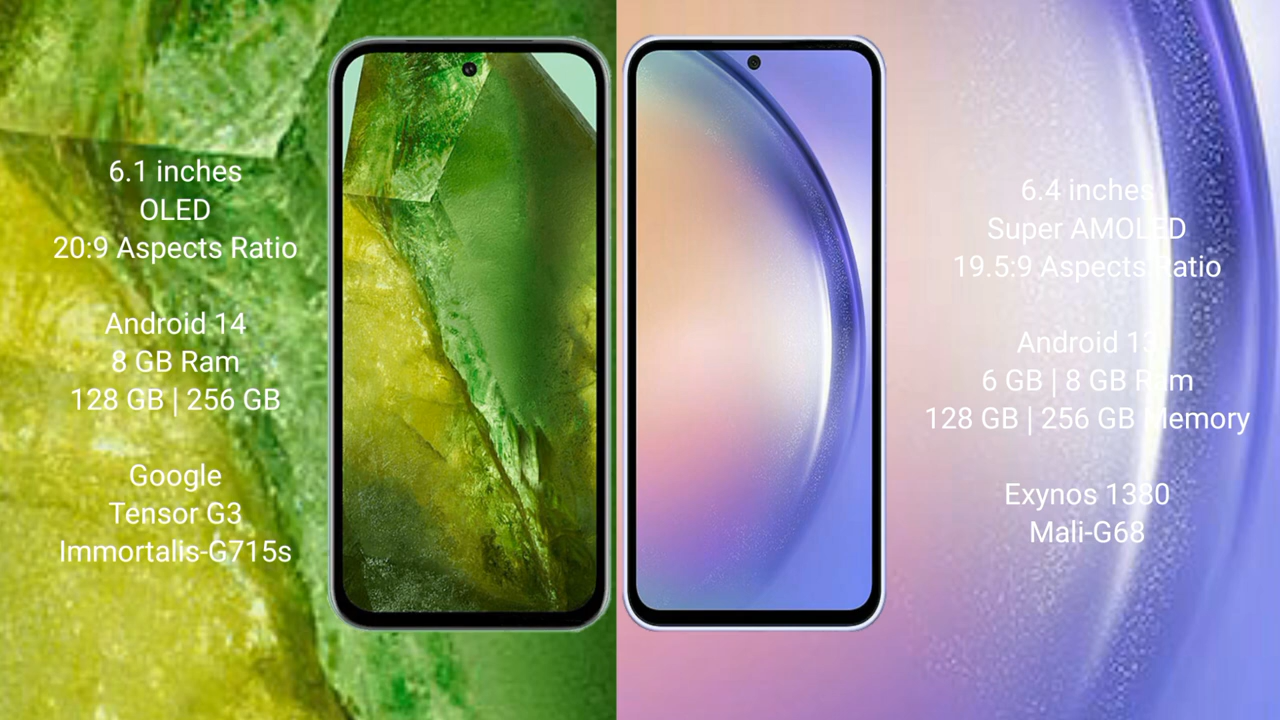 6.1 inches
OLED
20:9 Aspects Ratio
Android 14
8 GB Ram
128 GB | 256 GB
Google
Tensor G3
Immortalis-G715s
6.4 inches
Super AMOLED
19.5:9 Aspects Ratio
Android 13
6 GB | 8 GB Ram
128 GB | 256 GB Memory
Exynos 1380
Mali-G68